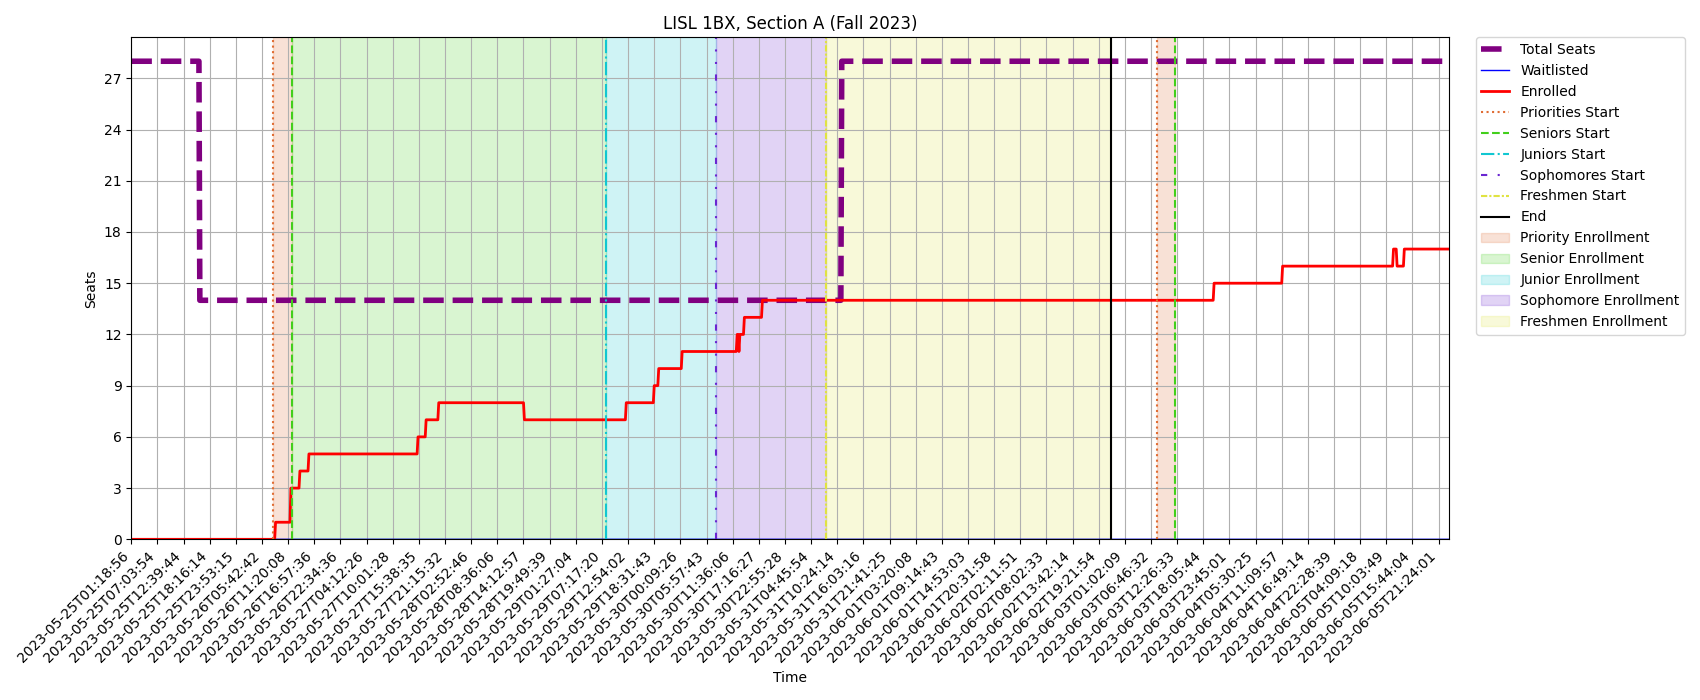 LISL 1BX, Section A (Fall 2023)
Seats
27
24
21
18
15
12
9
6
3
0
2023-05-25T01:18:56
2023-05-25T07:03:54
2023-05-25T12:39:44
2023-05-25T18:16:14
2023-05-25T23:53:15
2023-05-26T05:42:42
2023-05-26T11:20:08
2023-05-26T16:57:36
2023-05-26T22:34:36
2023-05-27T04:12:26
2023-05-27T10:01:28
2023-05-27T15:38:35
2023-05-27T21:15:32
2023-05-28T02:52:46
2023-05-28T08:36:06
2023-05-28T14:12:57
2023-05-28T19:49:39
2023-05-29T01:27:04
2023-05-29T07:17:20
2023-05-29T12:54:02
2023-05-29T18:31:43
2023-05-30T00:09:26
2023-05-30T05:57:43
2023-05-30T11:36:06
2023-05-30T17:16:27
2023-05-30T22:55:28
2023-05-31T04:45:54
2023-05-31T10:24:14
2023-05-31T16:03:16
2023-05-31T21:41:25
2023-06-01T03:20:08
2023-06-01T09:14:43
2023-06-01T14:53:03
2023-06-01T20:31:58
2023-06-02T02:11:51
2023-06-02T08:02:33
2023-06-02T13:42:14
2023-06-02T19:21:54
2023-06-03T01:02:09
2023-06-03T06:46:32
2023-06-03T12:26:33
2023-06-03T18:05:44
2023-06-03T23:45:01
2023-06-04T05:30:25
2023-06-04T11:09:57
2023-06-04T16:49:14
2023-06-04T22:28:39
2023-06-05T04:09:18
2023-06-05T10:03:49
2023-06-05T15:44:04
2023-06-05T21:24:01
Time
Total Seats
Waitlisted
Enrolled
Priorities Start
Seniors Start
Juniors Start
Sophomores Start
Freshmen Start
End
Priority Enrollment
Senior Enrollment
Junior Enrollment
Sophomore Enrollment
Freshmen Enrollment